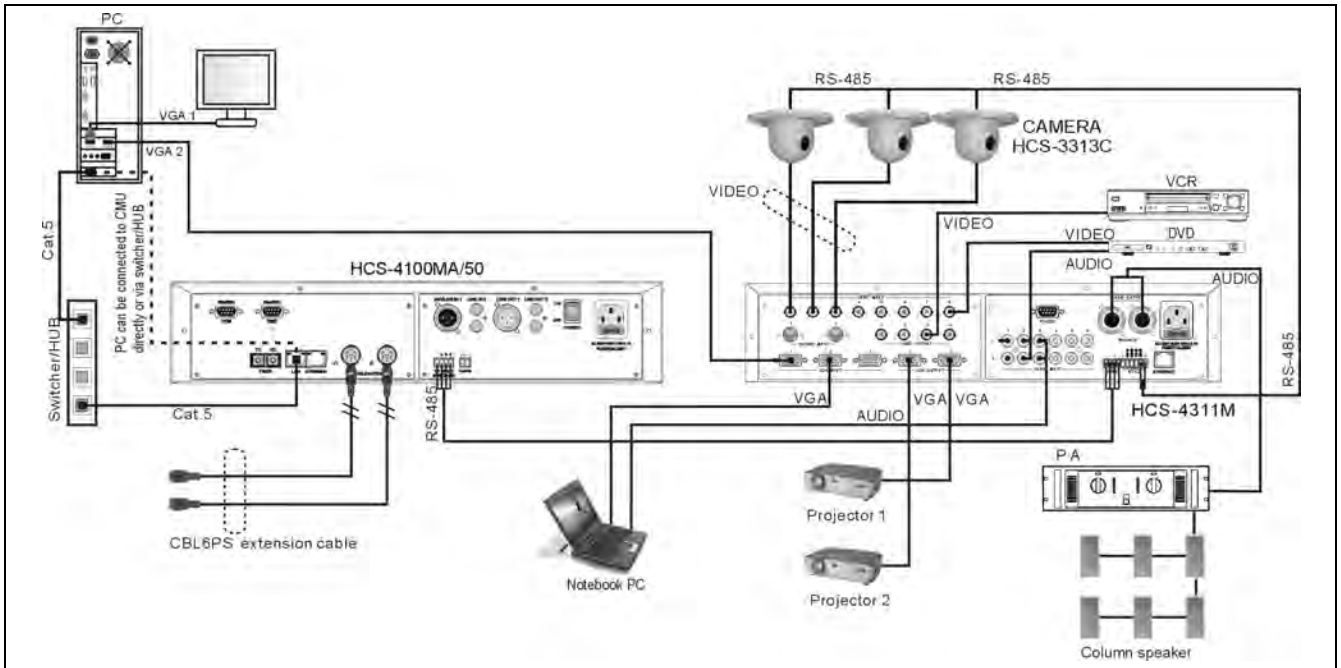 PC
VGA 1
VGA 2
Cat.5
PC can be connected to CMU
directly or via switcher/HUB
Switcher/HUB
Cat.5
HCS-4100MA/50
RS-485
CBL6PS extension cable
RS-485
RS-485
CAMERA
HCS-3313C
VIDEO
VIDEO
VCR
VIDEO
DVD
AUDIO
AUDIO
RS-485
HCS-4311M
VGA
AUDIO
VGA
VGA
Notebook PC
Projector 1
Projector 2
PA
Column speaker